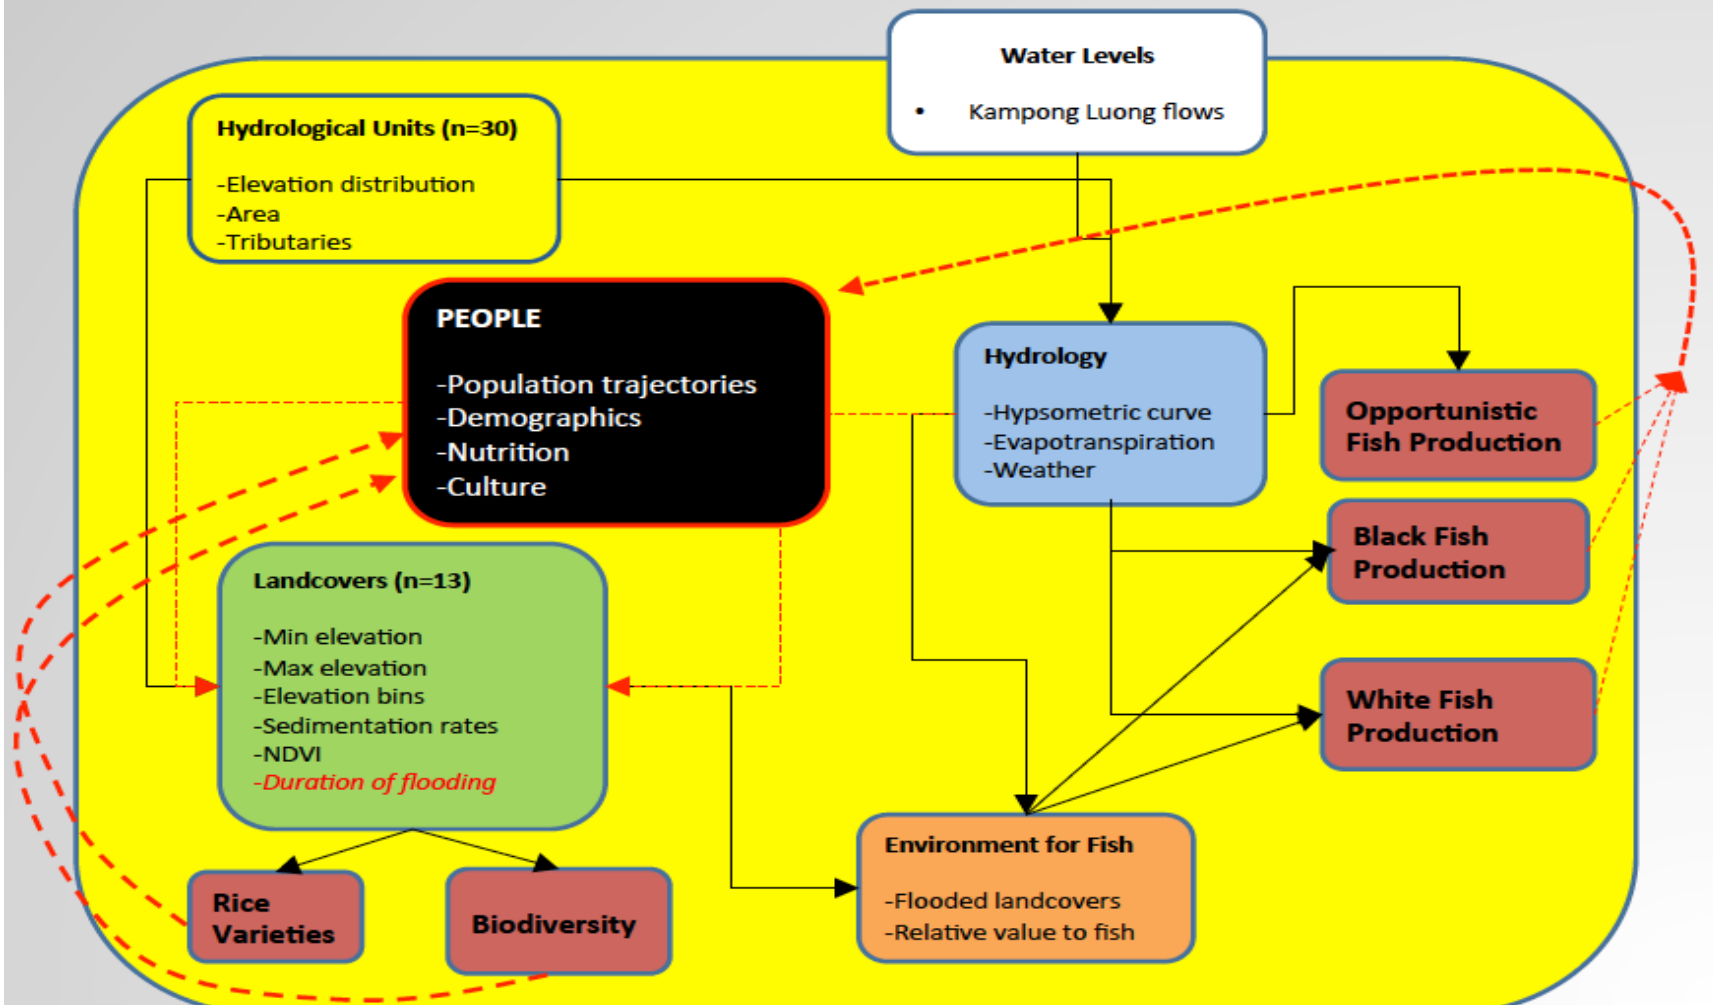 Water Levels
• Kampong Luong flows
Hydrological Units (n=30)
-Elevation distribution
-Area
-Tributaries
PEOPLE
-Population trajectories
-Demographics
-Nutrition
-Culture
Hydrology
-Hypsometric curve
-Evapotranspiration
-Weather
Opportunistic
Fish Production
Black Fish
Production
White Fish
Production
Landcovers (n=13)
-Min elevation
-Max elevation
-Elevation bins
-Sedimentation rates
-NDVI
-Duration of flooding
Environment for Fish
-Flooded landcovers
-Relative value to fish
Rice
Varieties
Biodiversity